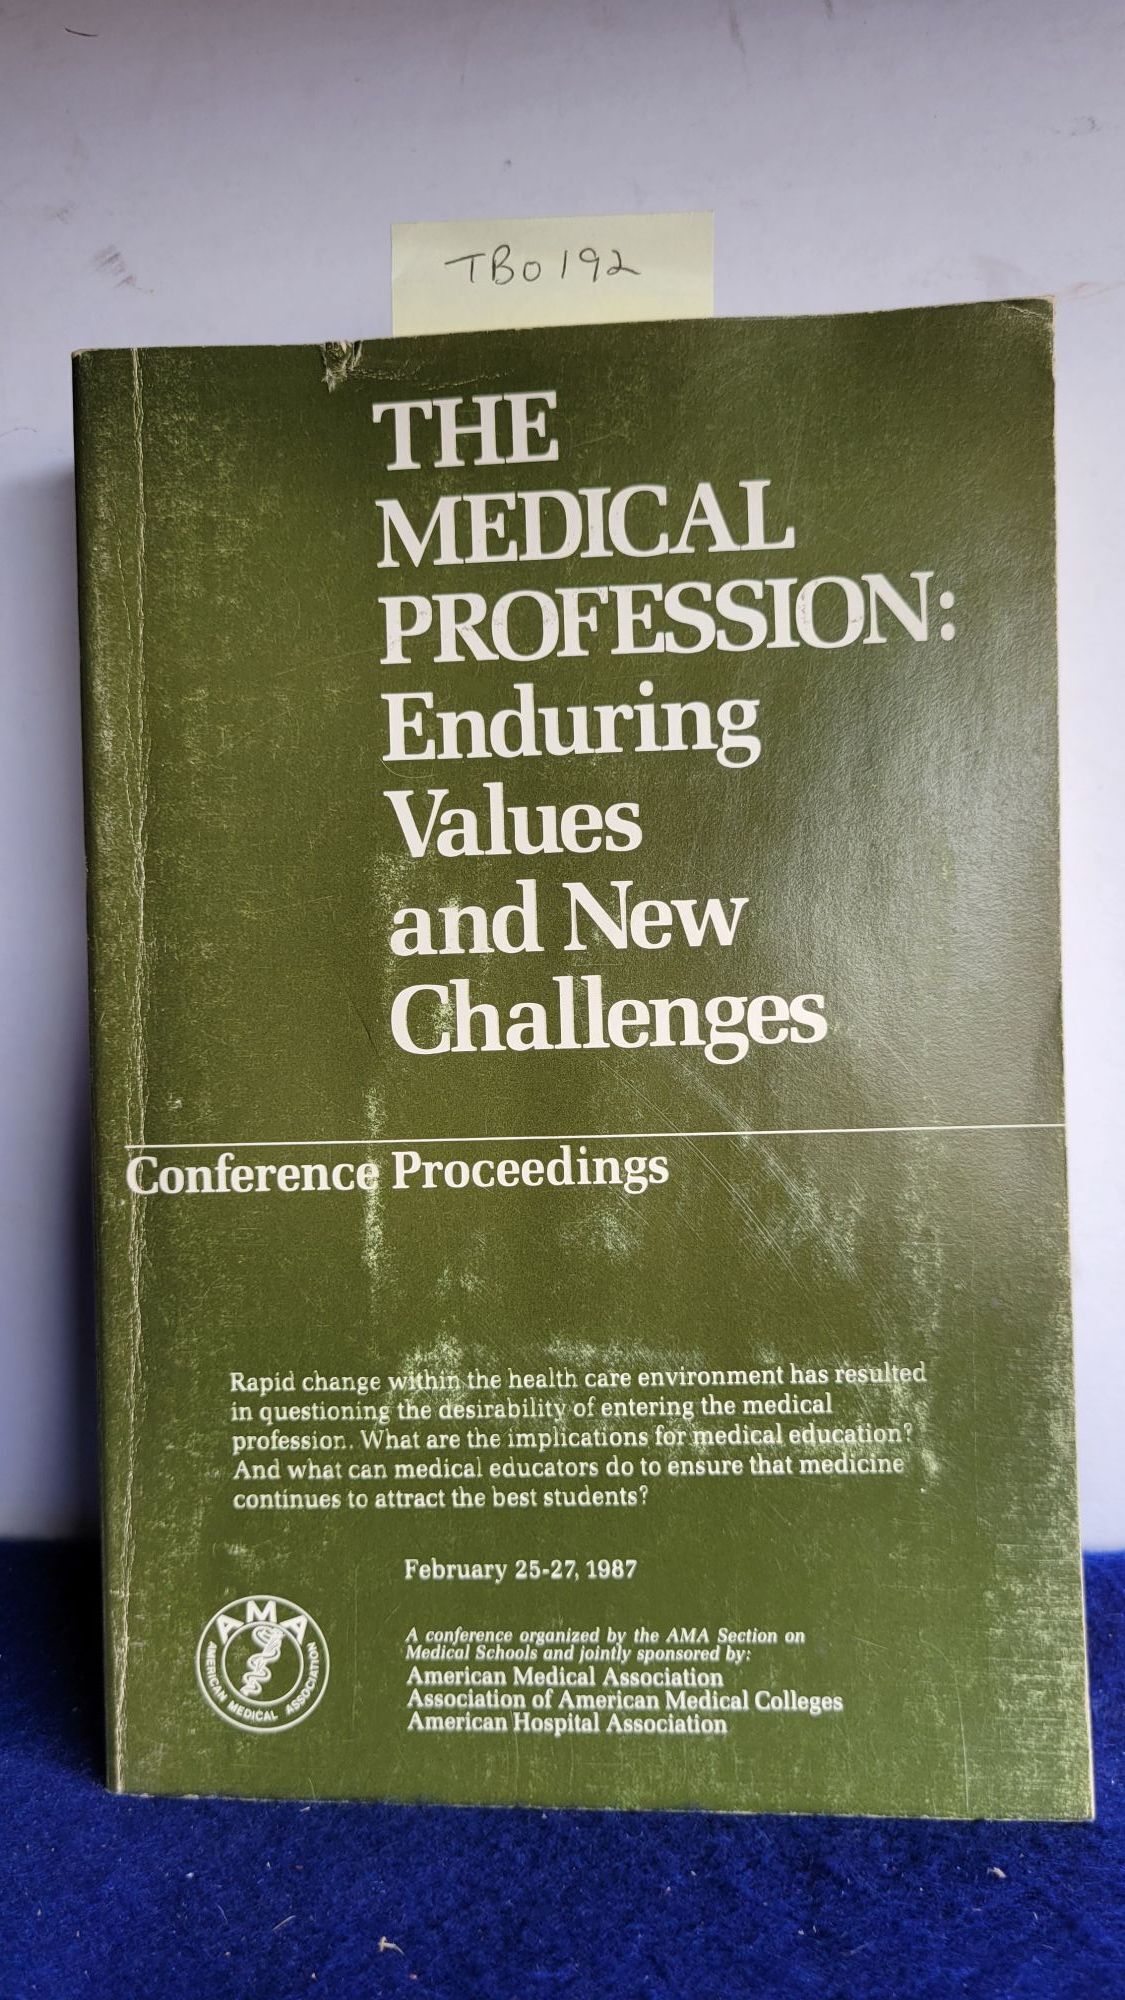 TB0192
THE
MEDICAL
PROFESSION:
Enduring
Values
and New
Challenges
Conference Proceedings
Rapid change within the health care environment has resulted
in questioning the desirability of entering the medical
profession. What are the implications for medical education?
And what can medical educators do to ensure that medicine
continues to attract the best students?
February 25-27, 1987
A conference organized by the AMA Section on
Medical Schools and jointly sponsored by:
American Medical Association
Association of American Medical Colleges
American Hospital Association
AMA
AMERICAN MEDICAL ASSOCIATION